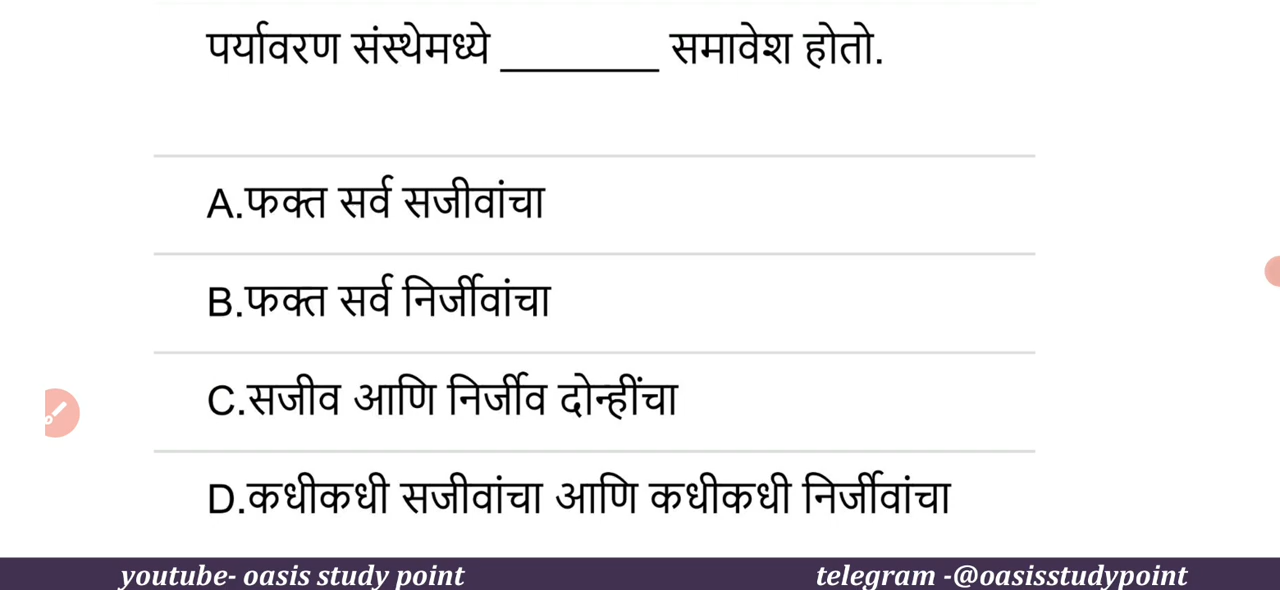 पर्यावरण संस्थेमध्ये _______ समावेश होतो.
A.फक्त सर्व सजीवांचा
B.फक्त सर्व निर्जीवांचा
C.सजीव आणि निर्जीव दोन्हींचा
D.कधीकधी सजीवांचा आणि कधीकधी निर्जीवांचा
youtube- oasis study point telegram -@oasisstudypoint